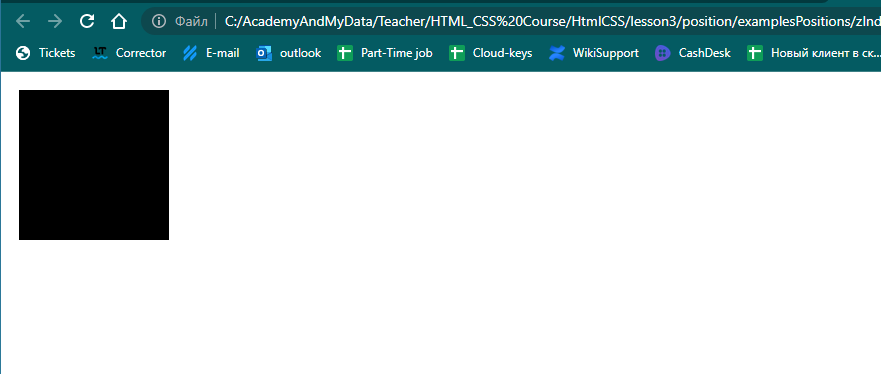 Файл C:/AcademyAndMyData/Teacher/HTML_CSS%20Course/HtmlCSS/lesson3/position/examplesPositions/zInd
Tickets LT Corrector E-mail outlook Part-Time job Cloud-keys WikiSupport CashDesk Новый клиент в ск...